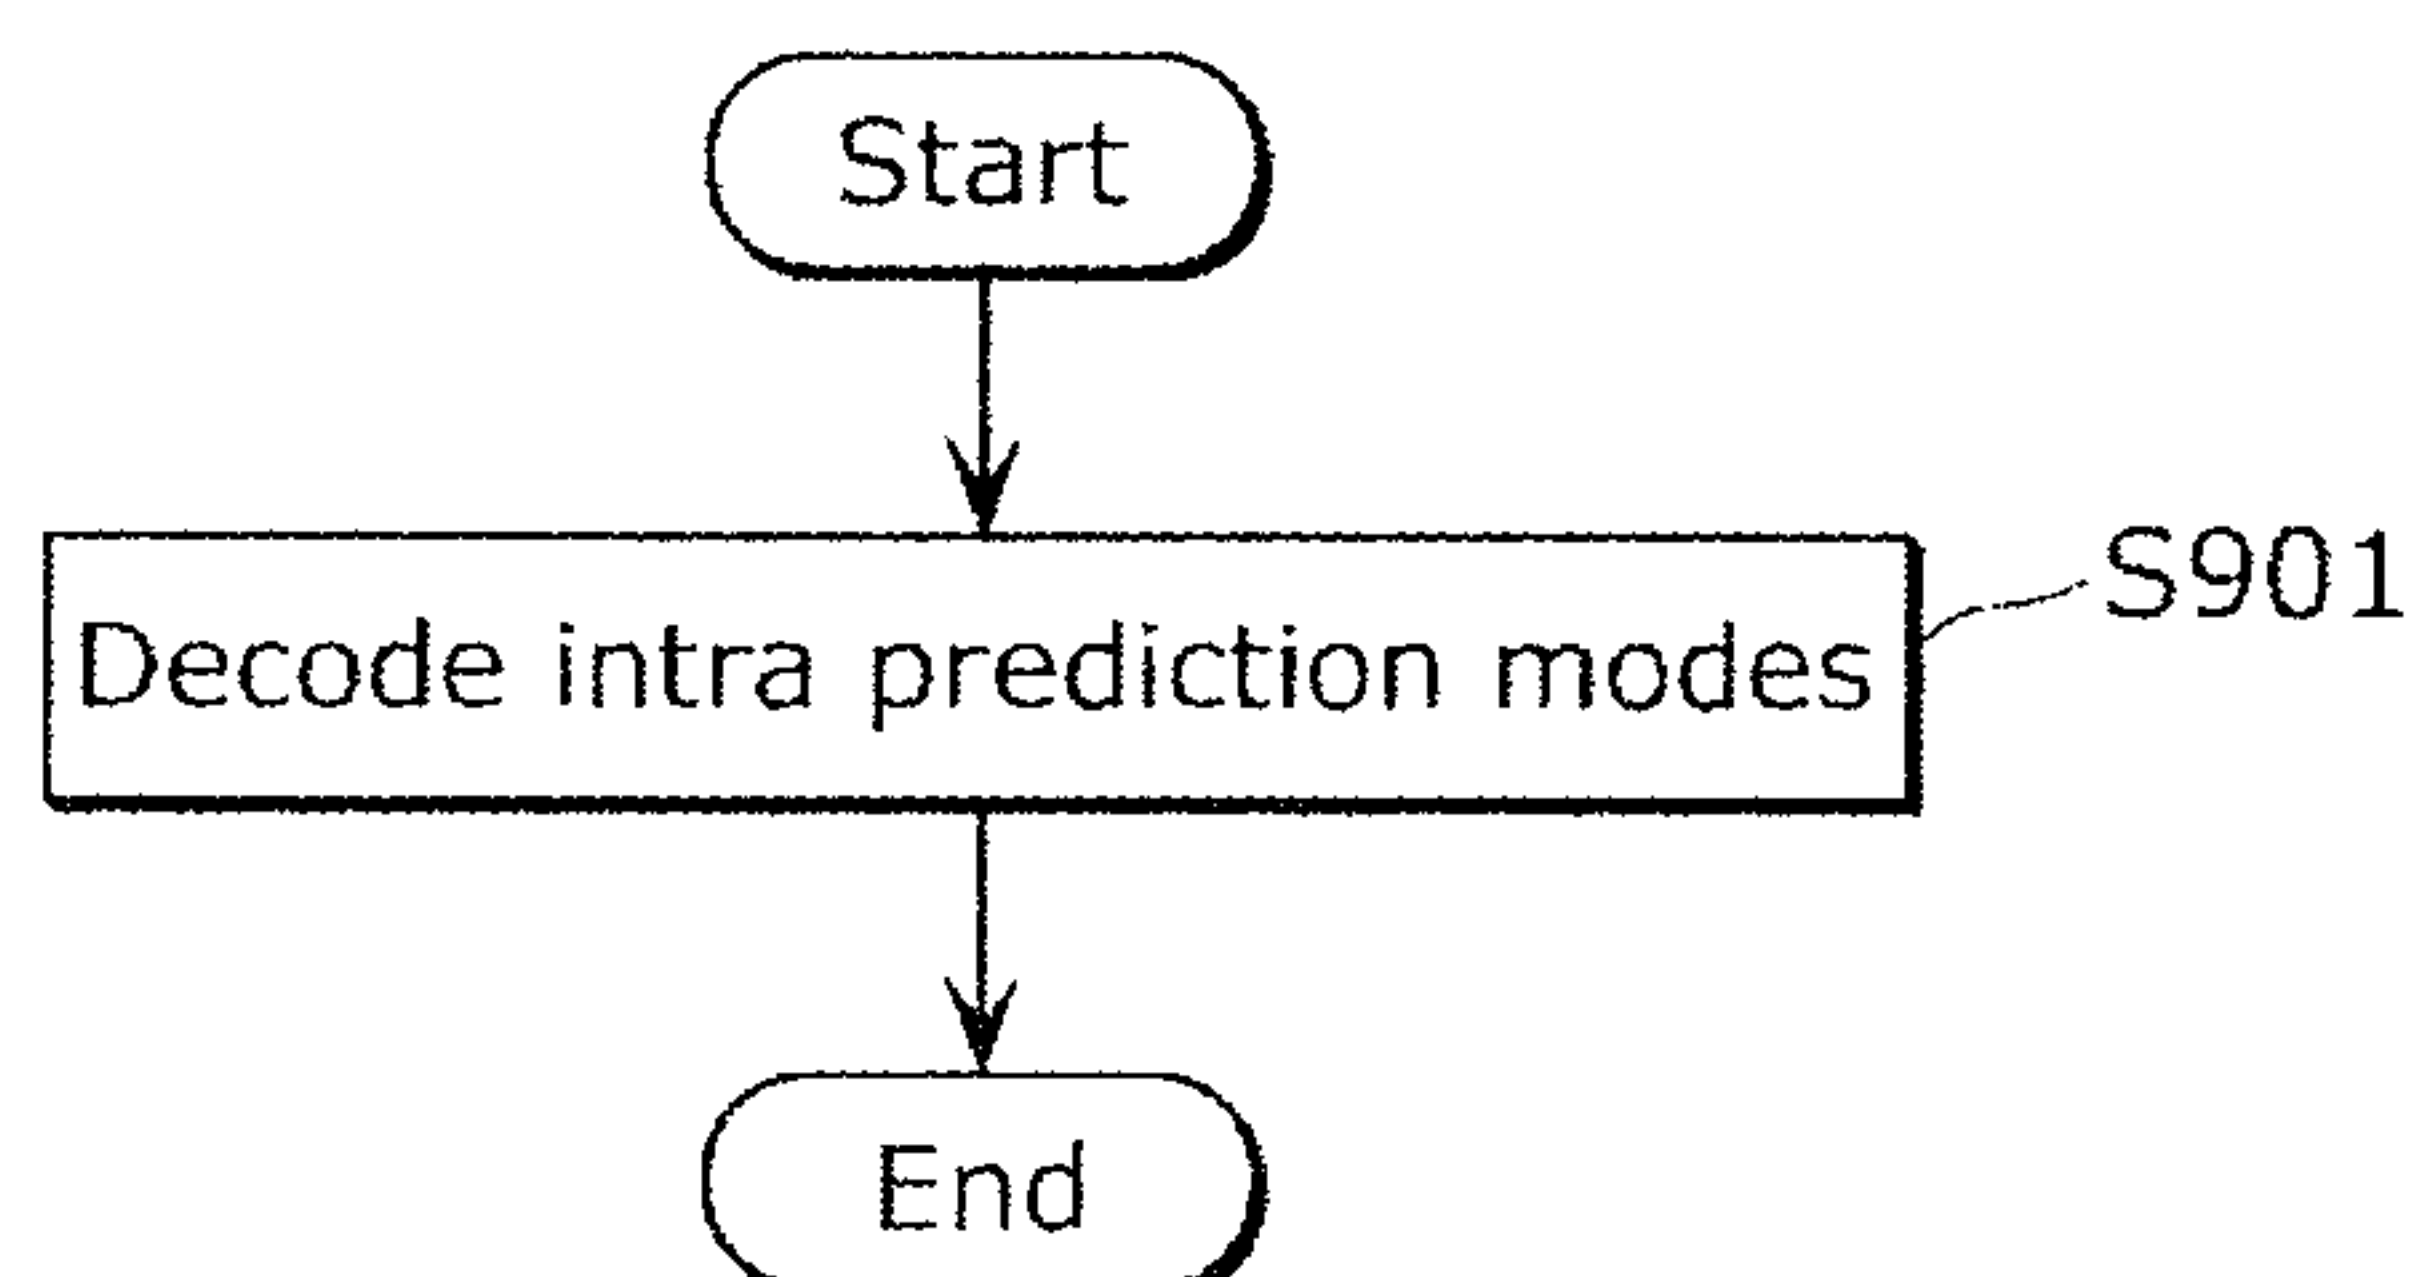 Start
Decode intra prediction modes
S901
End